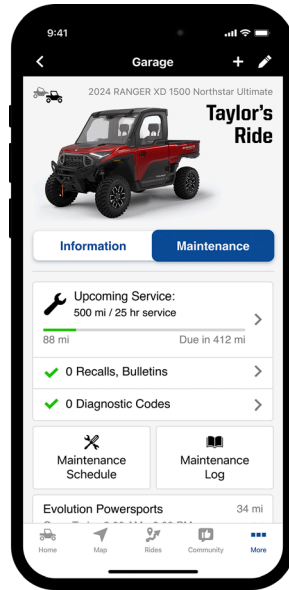 9:41
Garage
2024 RANGER XD 1500 Northstar Ultimate
Taylor's
Ride
Information
Maintenance
Upcoming Service:
500 mi / 25 hr service
88 mi
Due in 412 mi
0 Recalls, Bulletins
0 Diagnostic Codes
Maintenance
Schedule
Maintenance
Log
Evolution Powersports
34 mi
Home
Map
Rides
Community
More